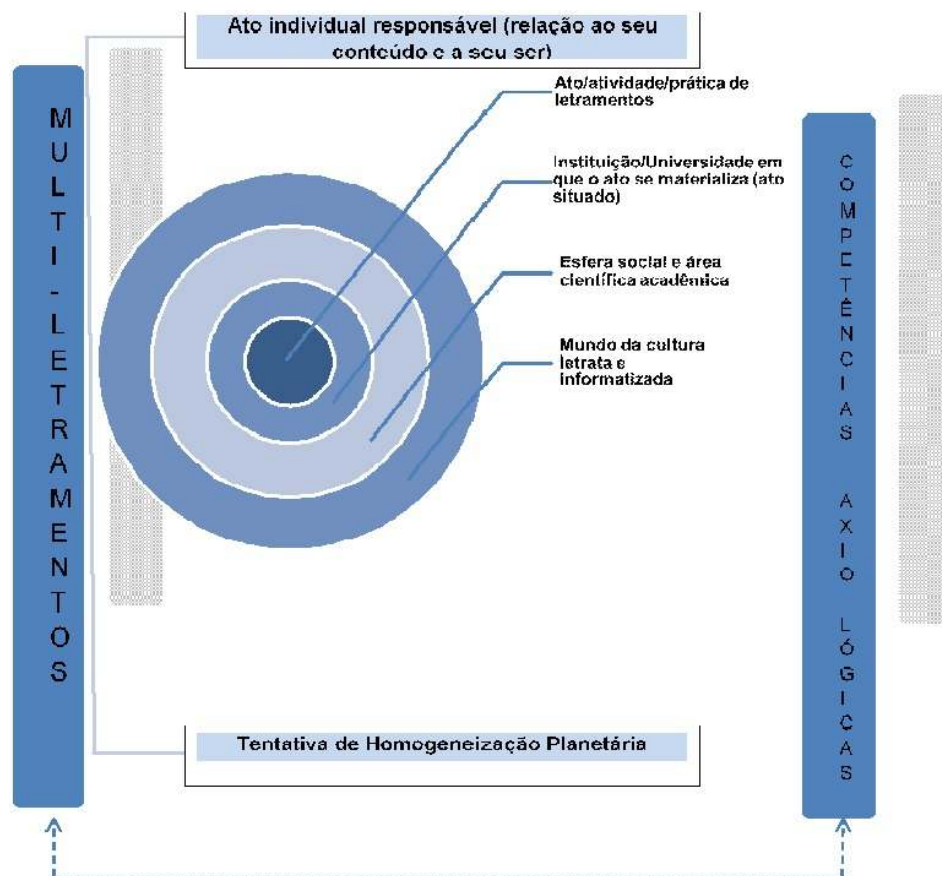 Ato individual responsável (relação ao seu
conteúdo e a seu ser)
MULTI-LETRAMENTOS
Ato/atividade/prática de
letramentos
Instituição/Universidade em
que o ato se materializa (ato
situado)
Esfera social e área
científica acadêmica
Mundo da cultura
letrata e
informatizada
COMPETÊNCIAS AXIO LÓGICAS
Tentativa de Homogeneização Planetária